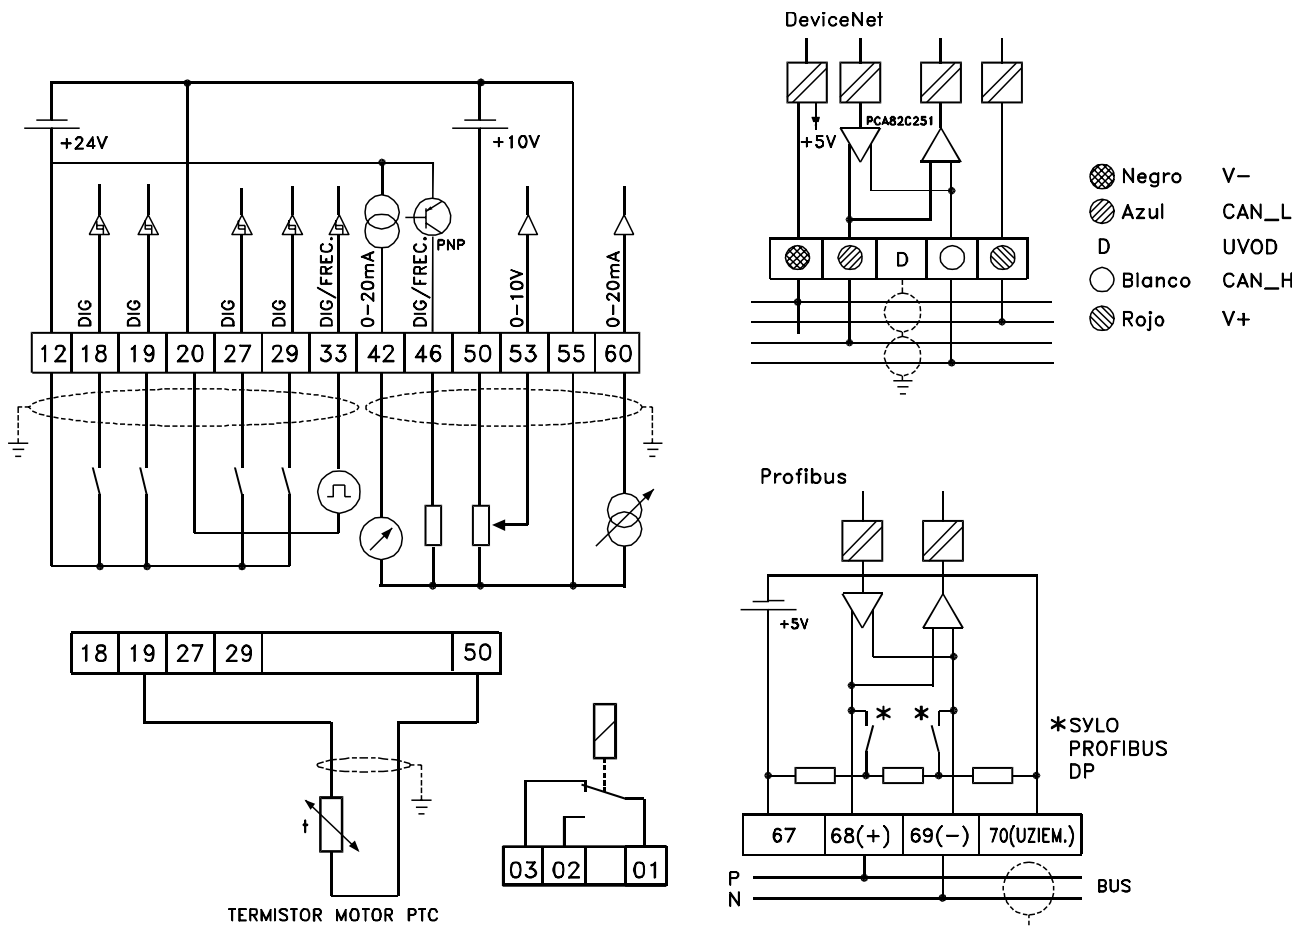 DeviceNet
PCA82C251
+5V
+24V
+10V
PNP
DIG
DIG
DIG
DIG
DIG/FREC.
0-20mA
DIG/FREC.
0-10V
0-20mA
12 18 19 20 27 29 33 42 46 50 53 55 60
D
Negro V-
Azul CAN_L
D UVOD
Blanco CAN_H
Rojo V+
Profibus
+5V
* *
*SYLO
PROFIBUS
DP
67 68(+) 69(-) 70(UZIEM.)
P
N
BUS
18 19 27 29 50
t
TERMISTOR MOTOR PTC
03 02 01